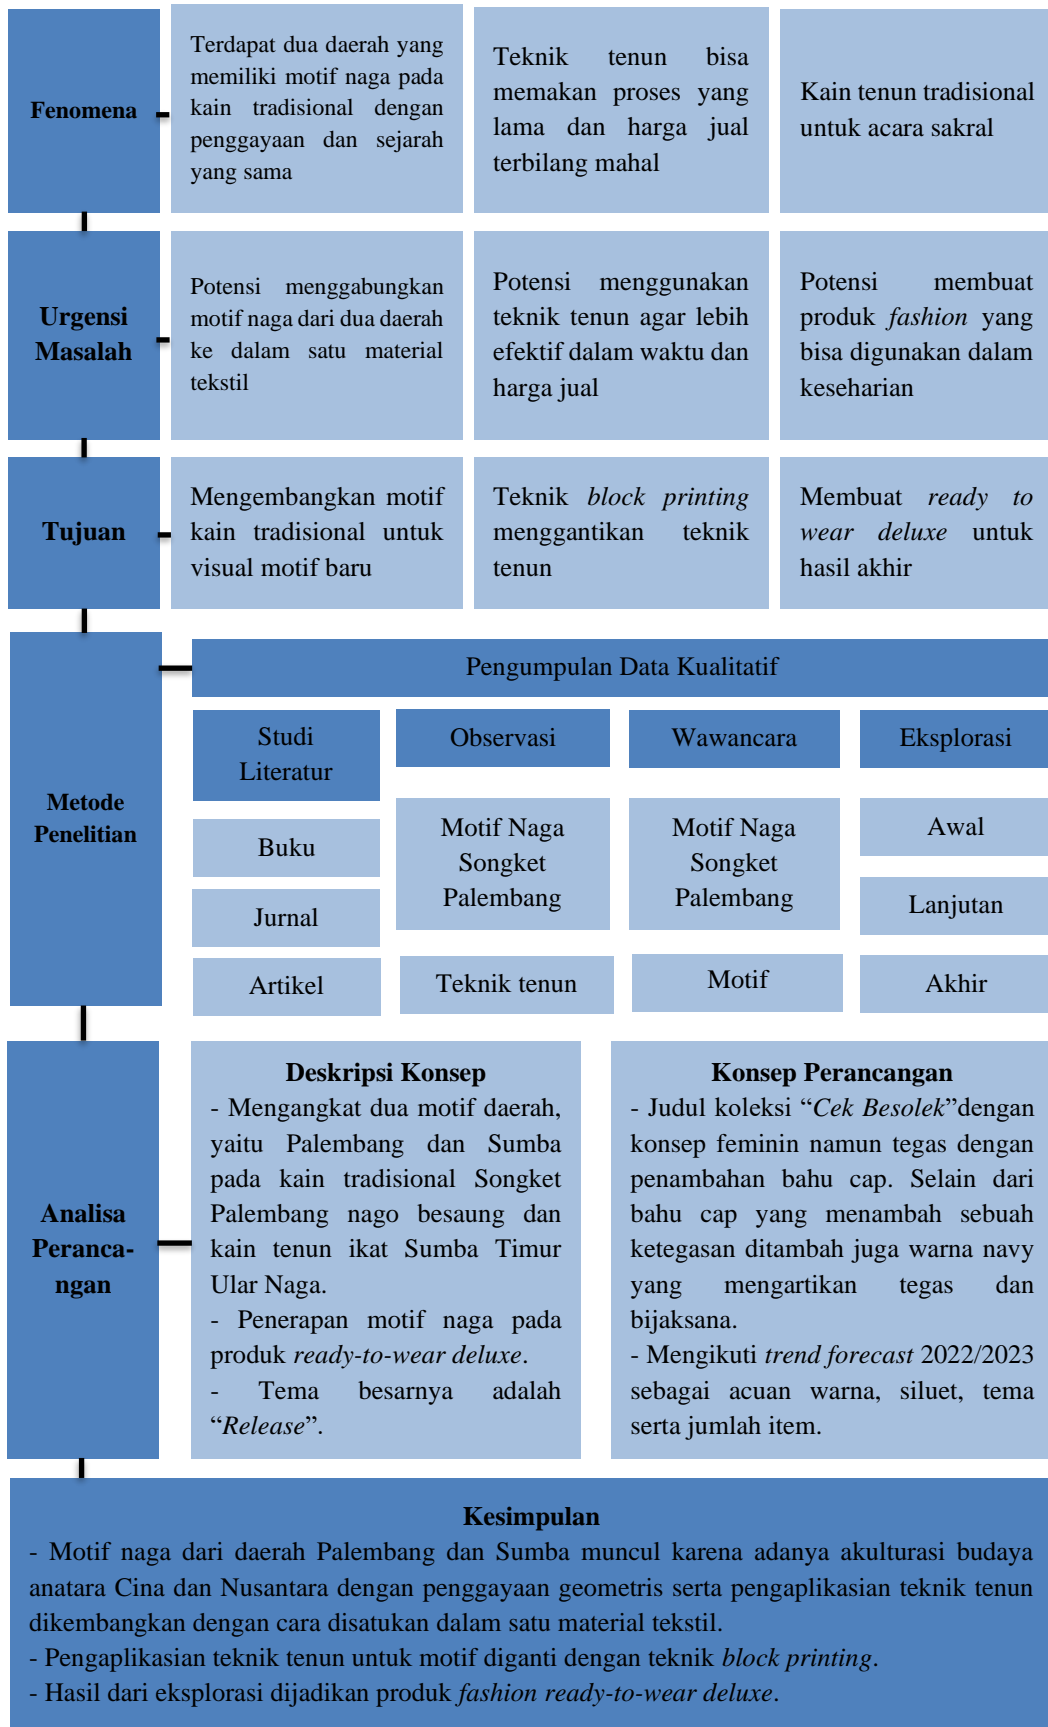 Fenomena
Terdapat dua daerah yang
memiliki motif naga pada
kain tradisional dengan
penggayaan dan sejarah
yang sama
Teknik tenun bisa
memakan proses yang
lama dan harga jual
terbilang mahal
Kain tenun tradisional
untuk acara sakral
Urgensi
Masalah
Potensi menggabungkan
motif naga dari dua daerah
ke dalam satu material
tekstil
Potensi menggunakan
teknik tenun agar lebih
efektif dalam waktu dan
harga jual
Potensi membuat
produk fashion yang
bisa digunakan dalam
keseharian
Tujuan
Mengembangkan motif
kain tradisional untuk
visual motif baru
Teknik block printing
menggantikan teknik
tenun
Membuat ready to
wear deluxe untuk
hasil akhir
Metode
Penelitian
Pengumpulan Data Kualitatif
Studi
Literatur
Buku
Jurnal
Artikel
Observasi
Motif Naga
Songket
Palembang
Teknik tenun
Wawancara
Motif Naga
Songket
Palembang
Motif
Eksplorasi
Awal
Lanjutan
Akhir
Analisa
Peranca-
ngan
Deskripsi Konsep
- Mengangkat dua motif daerah,
yaitu Palembang dan Sumba
pada kain tradisional Songket
Palembang nago besaung dan
kain tenun ikat Sumba Timur
Ular Naga.
- Penerapan motif naga pada
produk ready-to-wear deluxe.
- Tema besarnya adalah
“Release”.
Konsep Perancangan
- Judul koleksi “Cek Besolek”dengan
konsep feminin namun tegas dengan
penambahan bahu cap. Selain dari
bahu cap yang menambah sebuah
ketegasan ditambah juga warna navy
yang mengartikan tegas dan
bijaksana.
- Mengikuti trend forecast 2022/2023
sebagai acuan warna, siluet, tema
serta jumlah item.
Kesimpulan
- Motif naga dari daerah Palembang dan Sumba muncul karena adanya akulturasi budaya
anatara Cina dan Nusantara dengan penggayaan geometris serta pengaplikasian teknik tenun
dikembangkan dengan cara disatukan dalam satu material tekstil.
- Pengaplikasian teknik tenun untuk motif diganti dengan teknik block printing.
- Hasil dari eksplorasi dijadikan produk fashion ready-to-wear deluxe.